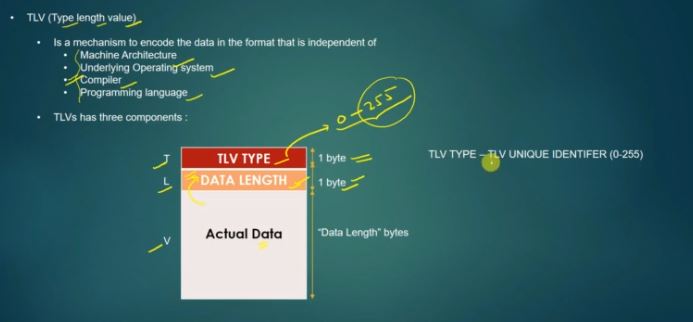 TLV (Type length value)
Is a mechanism to encode the data in the format that is independent of
Machine Architecture
Underlying Operating system
Compiler
Programming language
TLVs has three components :
0-255
T
TLV TYPE
1 byte
TLV TYPE – TLV UNIQUE IDENTIFER (0-255)
L
DATA LENGTH
1 byte
V
Actual Data
“Data Length” bytes